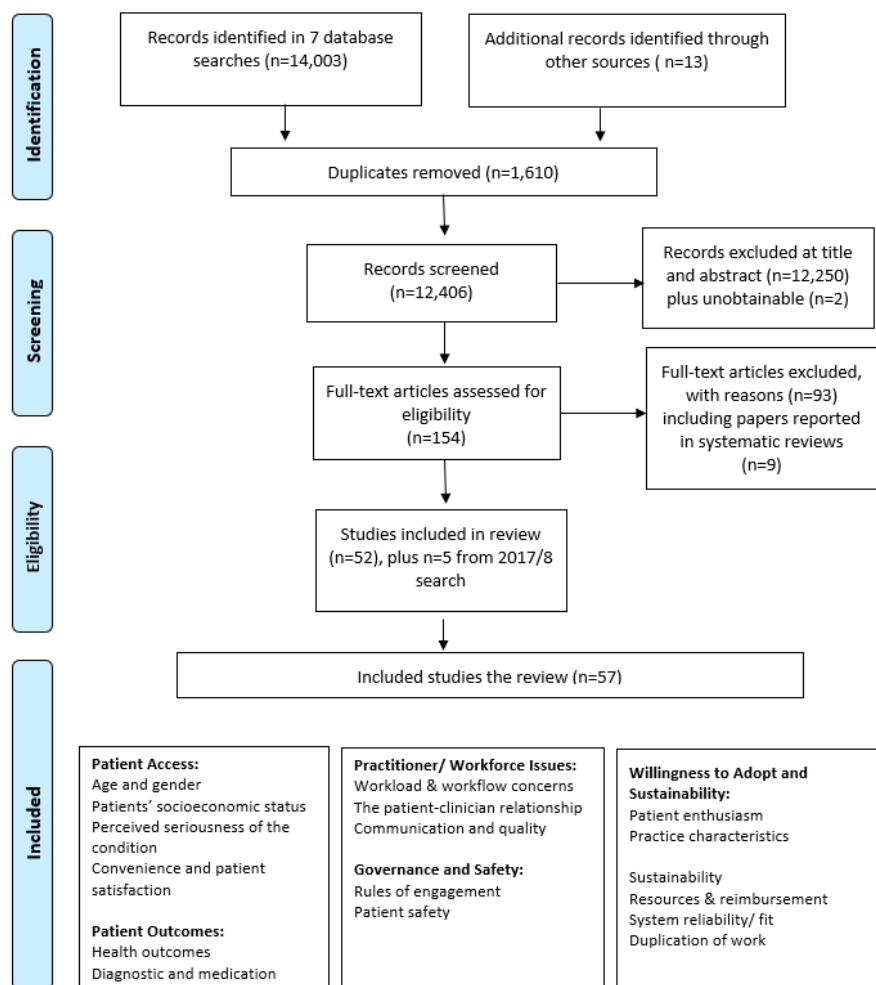 Identification
Records identified in 7 database
searches (n=14,003)
Additional records identified through
other sources ( n=13)
Duplicates removed (n=1,610)
Screening
Records screened
(n=12,406)
Records excluded at title
and abstract (n=12,250)
plus unobtainable (n=2)
Full-text articles assessed for
eligibility
(n=154)
Full-text articles excluded,
with reasons (n=93)
including papers reported
in systematic reviews
(n=9)
Eligibility
Studies included in review
(n=52), plus n=5 from 2017/8
search
Included studies the review (n=57)
Included
Patient Access:
Age and gender
Patients’ socioeconomic status
Perceived seriousness of the
condition
Convenience and patient
satisfaction
Patient Outcomes:
Health outcomes
Diagnostic and medication
Practitioner/ Workforce Issues:
Workload & workflow concerns
The patient-clinician relationship
Communication and quality
Governance and Safety:
Rules of engagement
Patient safety
Willingness to Adopt and
Sustainability:
Patient enthusiasm
Practice characteristics
Sustainability
Resources & reimbursement
System reliability/ fit
Duplication of work